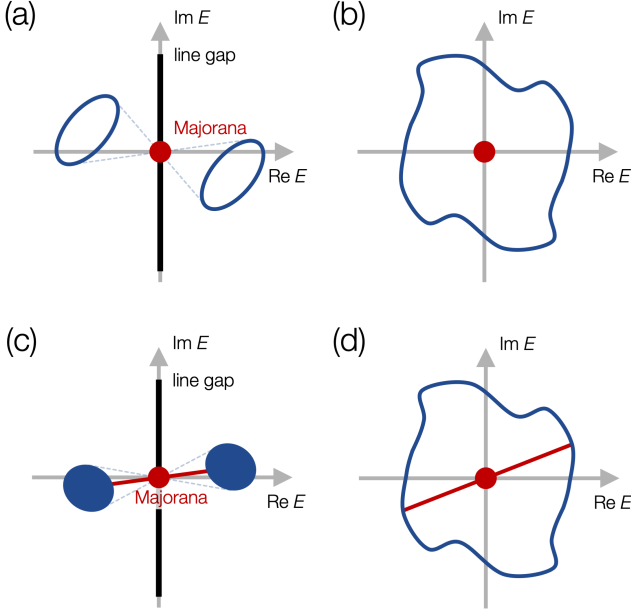 (a)
Im E
line gap
Majorana
Re E
(b)
Im E
Re E
(c)
Im E
line gap
Majorana
Re E
(d)
Im E
Re E